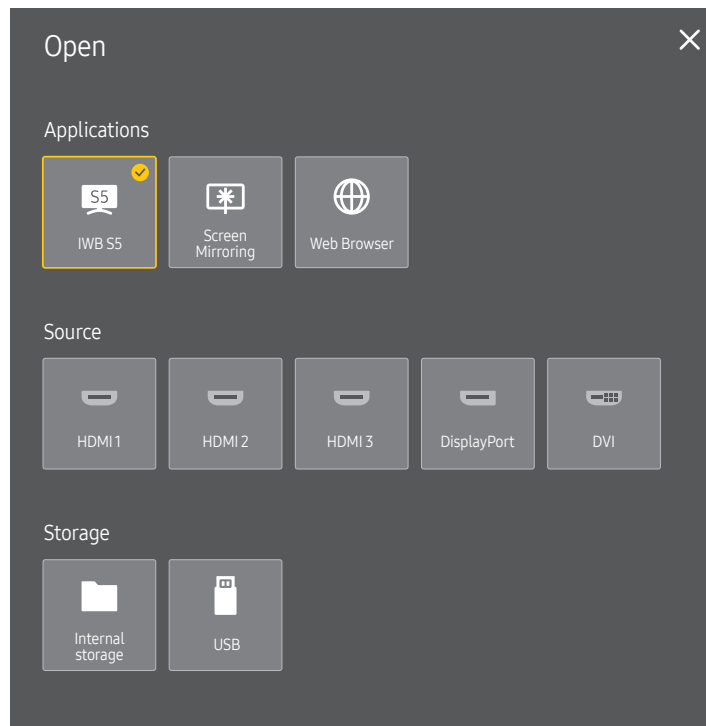 Open
Applications
S5
IWB S5
Screen
Mirroring
Web Browser
Source
HDMI 1
HDMI 2
HDMI 3
DisplayPort
DVI
Storage
Internal
storage
USB